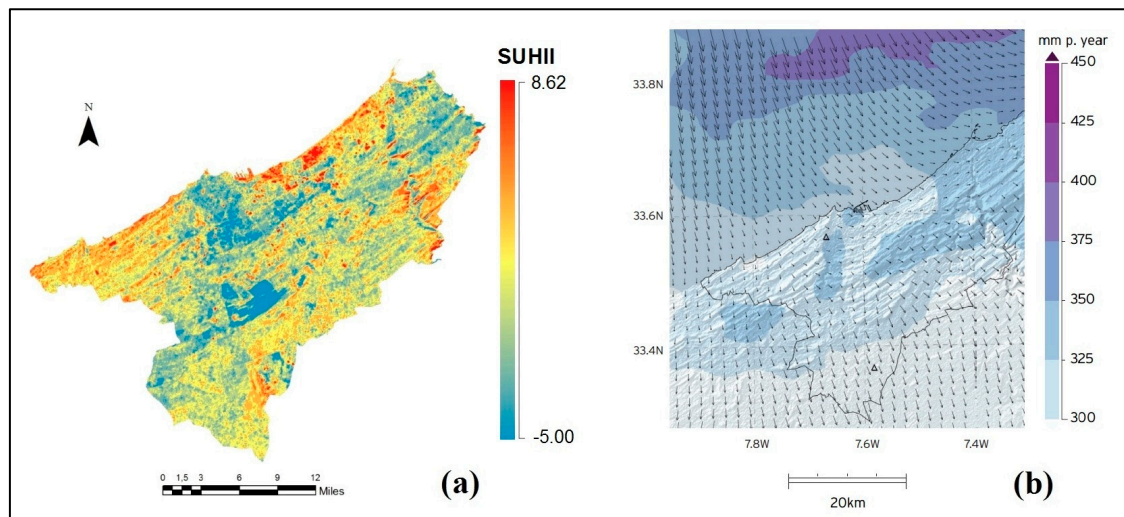 SUHII
8.62
-5.00
N
0 1,5 3 6 9 12
Miles
(a)
mm p. year
450
425
400
375
350
325
300
33.8N
33.6N
33.4N
7.8W 7.6W 7.4W
20km
(b)